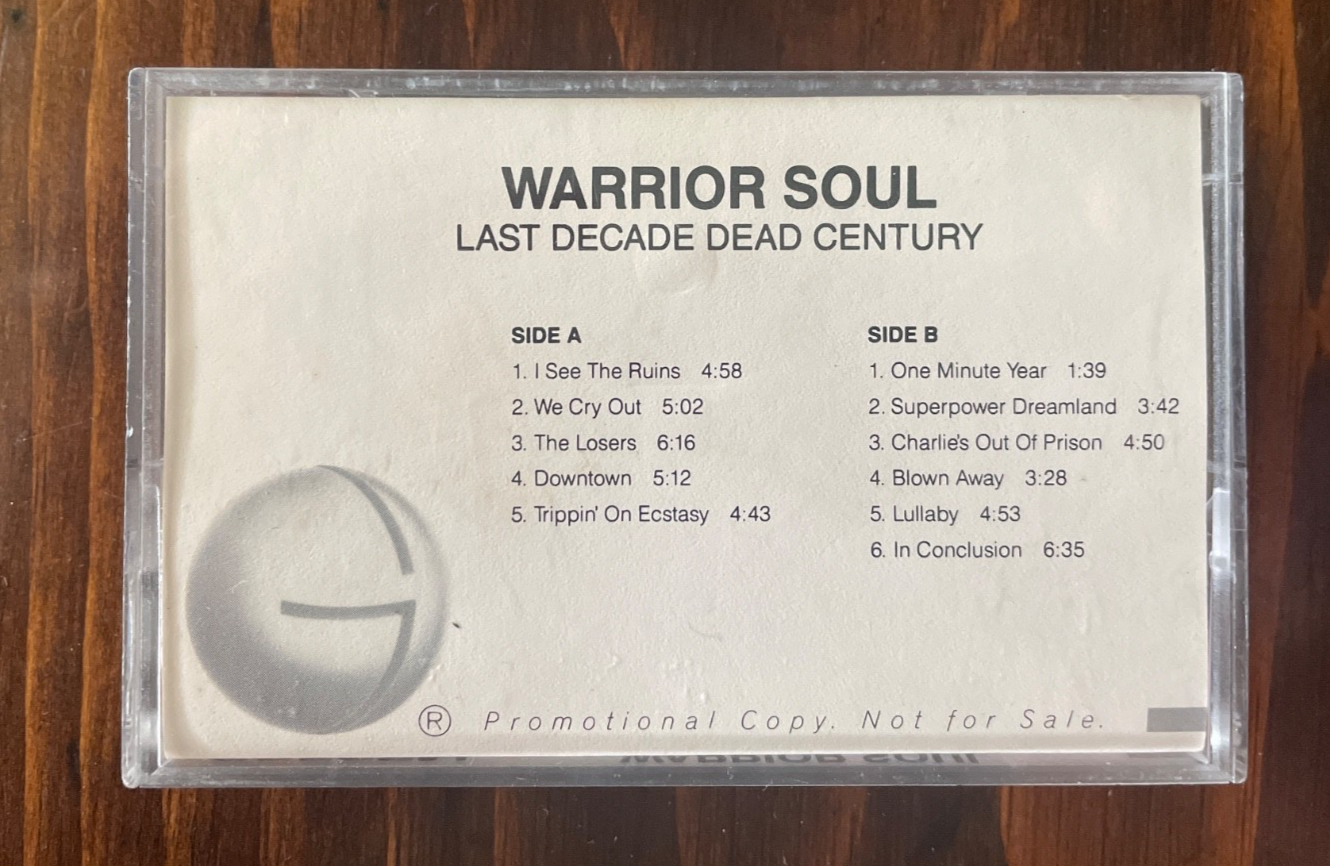 WARRIOR SOUL
LAST DECADE DEAD CENTURY
SIDE A
1. I See The Ruins 4:58
2. We Cry Out 5:02
3. The Losers 6:16
4. Downtown 5:12
5. Trippin' On Ecstasy 4:43
SIDE B
1. One Minute Year 1:39
2. Superpower Dreamland 3:42
3. Charlie's Out Of Prison 4:50
4. Blown Away 3:28
5. Lullaby 4:53
6. In Conclusion 6:35
® Promotional Copy. Not for Sale.
WARRIOR SOUL